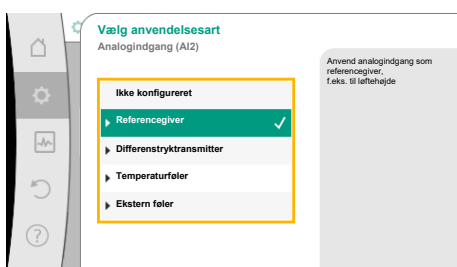 Vælg anvendelsesart
Analogindgang (AI2)
Ikke konfigureret
Referencegiver
Differenstryktransmitter
Temperaturføler
Ekstern føler
Anvend analogindgang som
referencegiver,
f.eks. til løftehøjde